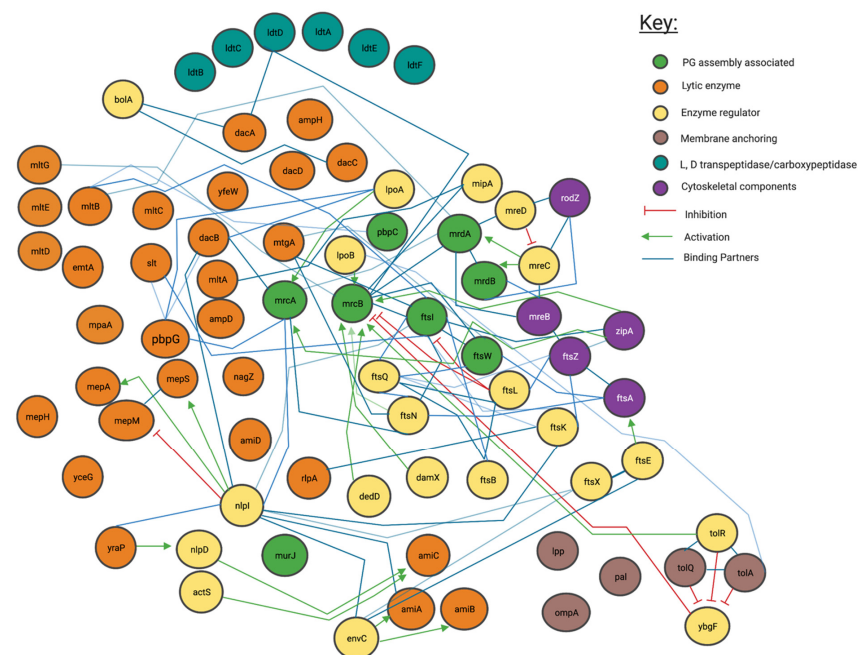 Key:
PG assembly associated
Lytic enzyme
Enzyme regulator
Membrane anchoring
L, D transpeptidase/carboxypeptidase
Cytoskeletal components
Inhibition
Activation
Binding Partners
ldtB
ldtC
ldtD
ldtA
ldtE
ldtF
bolA
dacA
ampH
mltG
dacD
dacC
mltE
mltB
mltC
yfeW
lpoA
mipA
mreD
rodZ
mltD
emtA
slt
dacB
mtgA
lpoB
pbpC
mrdA
mreC
mltA
mrdB
mpaA
ampD
mrcA
mrcB
ftsI
mreB
zipA
pbpG
ftsW
ftsZ
mepA
mepS
nagZ
ftsQ
ftsL
ftsA
mepH
mepM
ftsN
ftsK
amiD
yceG
rlpA
dedD
damX
ftsB
ftsX
ftsE
nlpI
yraP
nlpD
murJ
amiC
lpp
tolR
actS
pal
tolQ
tolA
amiA
amiB
ompA
envC
ybgF